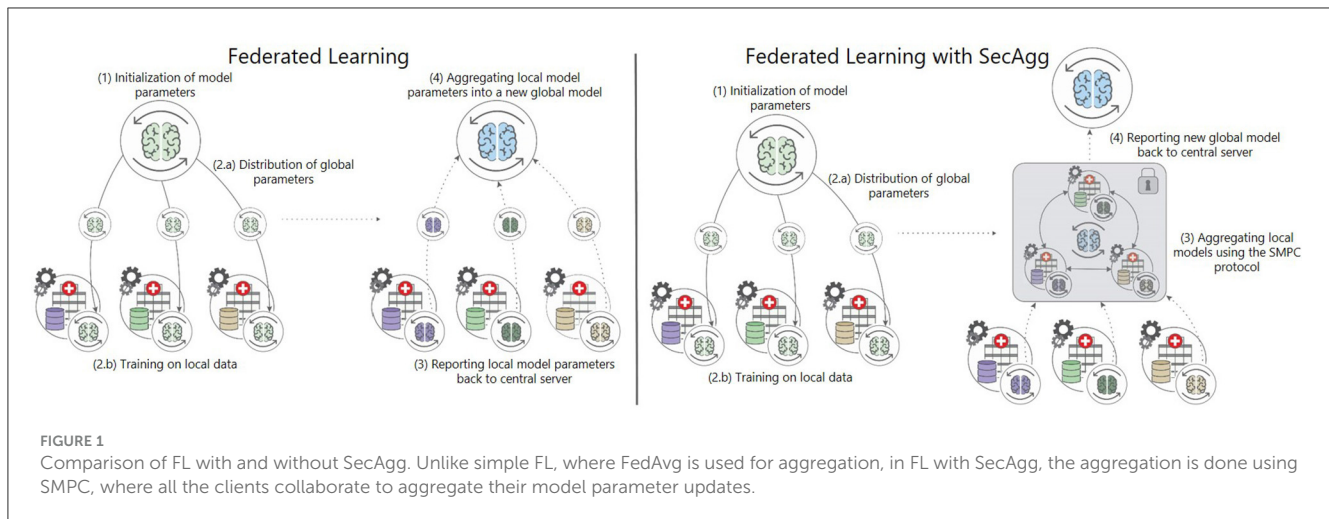 Federated Learning
(1) Initialization of model
parameters
(4) Aggregating local model
parameters into a new global model
(2.a) Distribution of global
parameters
(2.b) Training on local data
(3) Reporting local model parameters
back to central server
Federated Learning with SecAgg
(1) Initialization of model
parameters
(2.a) Distribution of global
parameters
(4) Reporting new global model
back to central server
(3) Aggregating local
models using the SMPC
protocol
(2.b) Training on local data
FIGURE 1
Comparison of FL with and without SecAgg. Unlike simple FL, where FedAvg is used for aggregation, in FL with SecAgg, the aggregation is done using
SMPC, where all the clients collaborate to aggregate their model parameter updates.